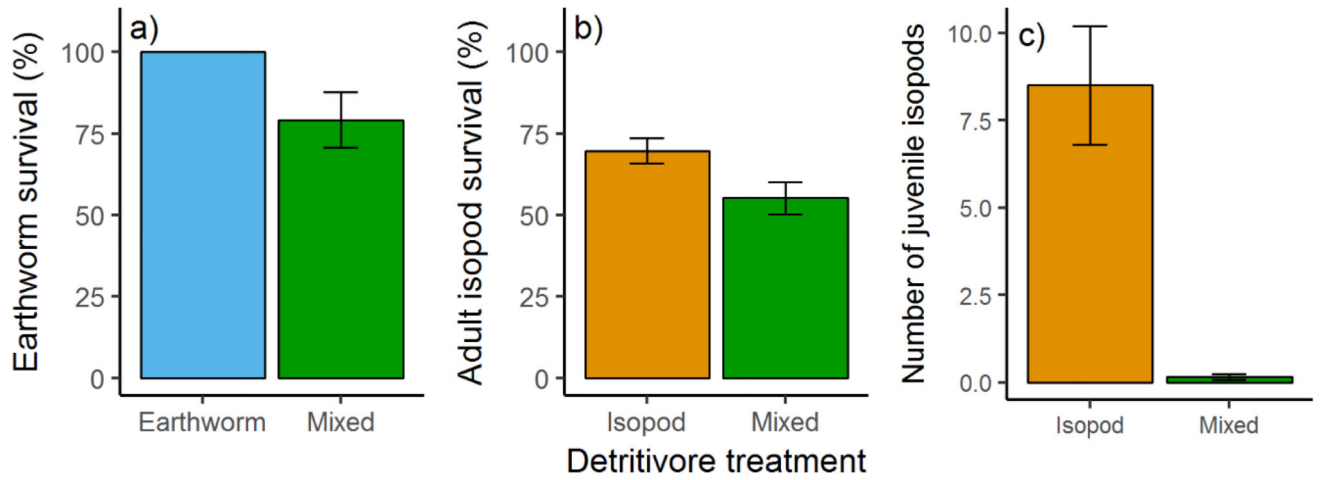 a)
Earthworm survival (%)
100
75
50
25
0
Earthworm Mixed
b)
Adult isopod survival (%)
100
75
50
25
0
Isopod Mixed
Detritivore treatment
c)
Number of juvenile isopods
10.0
7.5
5.0
2.5
0.0
Isopod Mixed